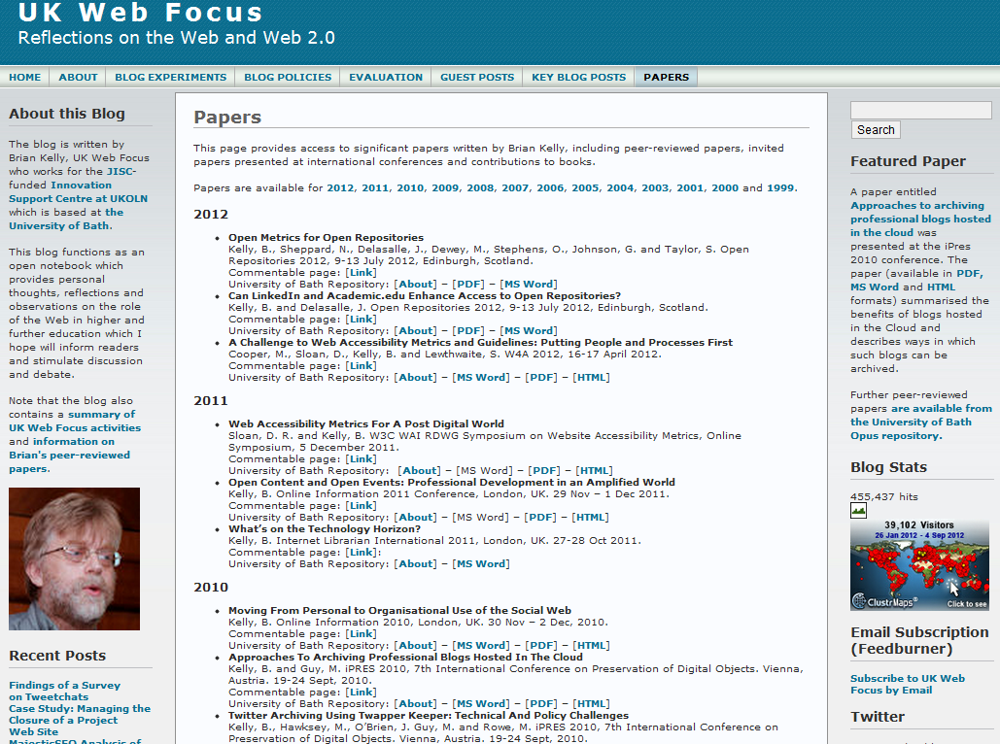 UK Web Focus
Reflections on the Web and Web 2.0
HOME ABOUT BLOG EXPERIMENTS BLOG POLICIES EVALUATION GUEST POSTS KEY BLOG POSTS PAPERS
About this Blog
The blog is written by
Brian Kelly, UK Web Focus
who works for the JISC-
funded Innovation
Support Centre at UKOLN
which is based at the
University of Bath.
This blog functions as an
open notebook which
provides personal
thoughts, reflections and
observations on the role
of the Web in higher and
further education which I
hope will inform readers
and stimulate discussion
and debate.
Note that the blog also
contains a summary of
UK Web Focus activities
and information on
Brian's peer-reviewed
papers.
Recent Posts
Findings of a Survey
on Tweetchats
Case Study: Managing the
Closure of a Project
Web Site
MajesticSEO Analysis of
Papers
This page provides access to significant papers written by Brian Kelly, including peer-reviewed papers, invited
papers presented at international conferences and contributions to books.
Papers are available for 2012, 2011, 2010, 2009, 2008, 2007, 2006, 2005, 2004, 2003, 2001, 2000 and 1999.
2012
• Open Metrics for Open Repositories
Kelly, B., Sheppard, N., Delasalle, J., Dewey, M., Stephens, O., Johnson, G. and Taylor, S. Open
Repositories 2012, 9-13 July 2012, Edinburgh, Scotland.
Commentable page: [Link]
University of Bath Repository: [About] – [PDF] – [MS Word]
• Can LinkedIn and Academic.edu Enhance Access to Open Repositories?
Kelly, B. and Delasalle, J. Open Repositories 2012, 9-13 July 2012, Edinburgh, Scotland.
Commentable page: [Link]
University of Bath Repository: [About] – [PDF] – [MS Word]
• A Challenge to Web Accessibility Metrics and Guidelines: Putting People and Processes First
Cooper, M., Sloan, D., Kelly, B. and Lewthwaite, S. W4A 2012, 16-17 April 2012.
Commentable page: [Link]
University of Bath Repository: [About] – [MS Word] – [PDF] – [HTML]
2011
• Web Accessibility Metrics For A Post Digital World
Sloan, D. R. and Kelly, B. W3C WAI RDWG Symposium on Website Accessibility Metrics, Online
Symposium, 5 December 2011.
Commentable page: [Link]
University of Bath Repository: [About] – [MS Word] – [PDF] – [HTML]
• Open Content and Open Events: Professional Development in an Amplified World
Kelly, B. Online Information 2011 Conference, London, UK. 29 Nov – 1 Dec 2011.
Commentable page: [Link]
University of Bath Repository: [About] – [MS Word] – [PDF] – [HTML]
• What's on the Technology Horizon?
Kelly, B. Internet Librarian International 2011, London, UK. 27-28 Oct 2011.
Commentable page: [Link]:
University of Bath Repository: [About] – [MS Word]
2010
• Moving From Personal to Organisational Use of the Social Web
Kelly, B. Online Information 2010, London, UK. 30 Nov – 2 Dec, 2010.
Commentable page: [Link]
University of Bath Repository: [About] – [MS Word] – [PDF] – [HTML]
• Approaches To Archiving Professional Blogs Hosted In The Cloud
Kelly, B. and Guy, M. iPRES 2010, 7th International Conference on Preservation of Digital Objects. Vienna,
Austria. 19-24 Sept, 2010.
Commentable page: [Link]
University of Bath Repository: [About] – [MS Word] – [PDF] – [HTML]
• Twitter Archiving Using Twapper Keeper: Technical And Policy Challenges
Kelly, B., Hawksey, M., O'Brien, J. Guy, M. and Rowe, M. iPRES 2010, 7th International Conference on
Preservation of Digital Objects. Vienna, Austria. 19-24 Sept, 2010.
Search
Featured Paper
A paper entitled
Approaches to archiving
professional blogs hosted
in the cloud was
presented at the iPres
2010 conference. The
paper (available in PDF,
MS Word and HTML
formats) summarised the
benefits of blogs hosted
in the Cloud and
describes ways in which
such blogs can be
archived.
Further peer-reviewed
papers are available from
the University of Bath
Opus repository.
Blog Stats
455,437 hits
39,102 Visitors
26 Jan 2012 - 4 Sep 2012
ClustrMaps® Click to see
Email Subscription
(Feedburner)
Subscribe to UK Web
Focus by Email
Twitter